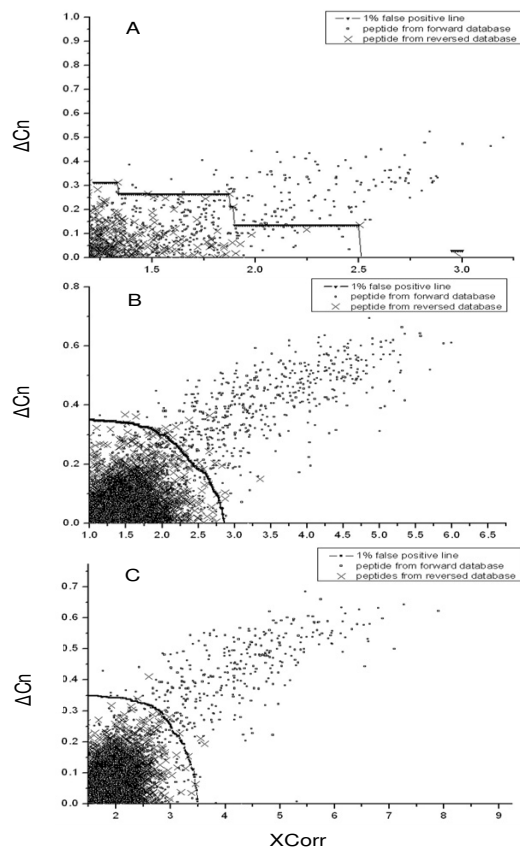 A
1% false positive line
peptide from forward database
peptide from reversed database
ΔCn
1.0
0.9
0.8
0.7
0.6
0.5
0.4
0.3
0.2
0.1
0.0
1.5 2.0 2.5 3.0
B
1% false positive line
peptide from forward database
peptide from reversed database
ΔCn
0.8
0.6
0.4
0.2
0.0
1.0 1.5 2.0 2.5 3.0 3.5 4.0 4.5 5.0 5.5 6.0 6.5
C
1% false positive line
peptide from forward database
peptides from reversed database
ΔCn
0.7
0.6
0.5
0.4
0.3
0.2
0.1
0.0
2 3 4 5 6 7 8 9
XCorr